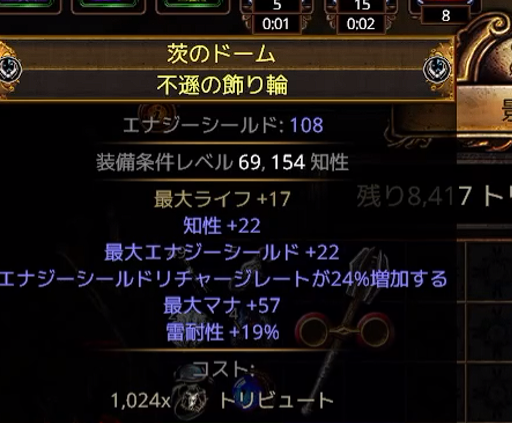 5
15
8
0:01
0:02
茨のドーム
不遜の飾り輪
エナジーシールド: 108
装備条件レベル 69, 154 知性
最大ライフ +17
残り8,417 ト
知性 +22
最大エナジーシールド +22
エナジーシールドリチャージレートが24%増加する
最大マナ +57
雷耐性 +19%
コスト:
1,024x トリビュート